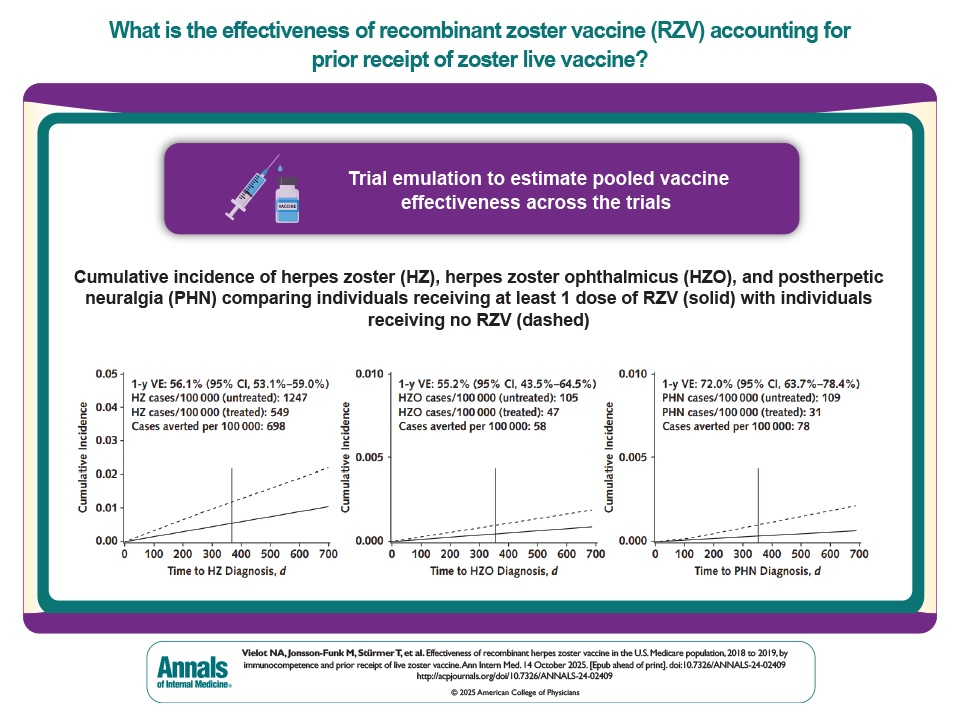 What is the effectiveness of recombinant zoster vaccine (RZV) accounting for
prior receipt of zoster live vaccine?
VACCINE
Trial emulation to estimate pooled vaccine
effectiveness across the trials
Cumulative incidence of herpes zoster (HZ), herpes zoster ophthalmicus (HZO), and postherpetic
neuralgia (PHN) comparing individuals receiving at least 1 dose of RZV (solid) with individuals
receiving no RZV (dashed)
Cumulative Incidence
0.05
0.04
0.03
0.02
0.01
0.00
1-y VE: 56.1% (95% CI, 53.1%–59.0%)
HZ cases/100 000 (untreated): 1247
HZ cases/100 000 (treated): 549
Cases averted per 100 000: 698
0 100 200 300 400 500 600 700
Time to HZ Diagnosis, d
Cumulative Incidence
0.010
0.005
0.000
1-y VE: 55.2% (95% CI, 43.5%–64.5%)
HZO cases/100 000 (untreated): 105
HZO cases/100 000 (treated): 47
Cases averted per 100 000: 58
0 100 200 300 400 500 600 700
Time to HZO Diagnosis, d
Cumulative Incidence
0.010
0.005
0.000
1-y VE: 72.0% (95% CI, 63.7%–78.4%)
PHN cases/100 000 (untreated): 109
PHN cases/100 000 (treated): 31
Cases averted per 100 000: 78
0 100 200 300 400 500 600 700
Time to PHN Diagnosis, d
Annals
of Internal Medicine®
Vielot NA, Jonsson-Funk M, Stürmer T, et al. Effectiveness of recombinant herpes zoster vaccine in the U.S. Medicare population, 2018 to 2019, by
immunocompetence and prior receipt of live zoster vaccine. Ann Intern Med. 14 October 2025. [Epub ahead of print]. doi:10.7326/ANNALS-24-02409
http://acpjournals.org/doi/10.7326/ANNALS-24-02409
© 2025 American College of Physicians